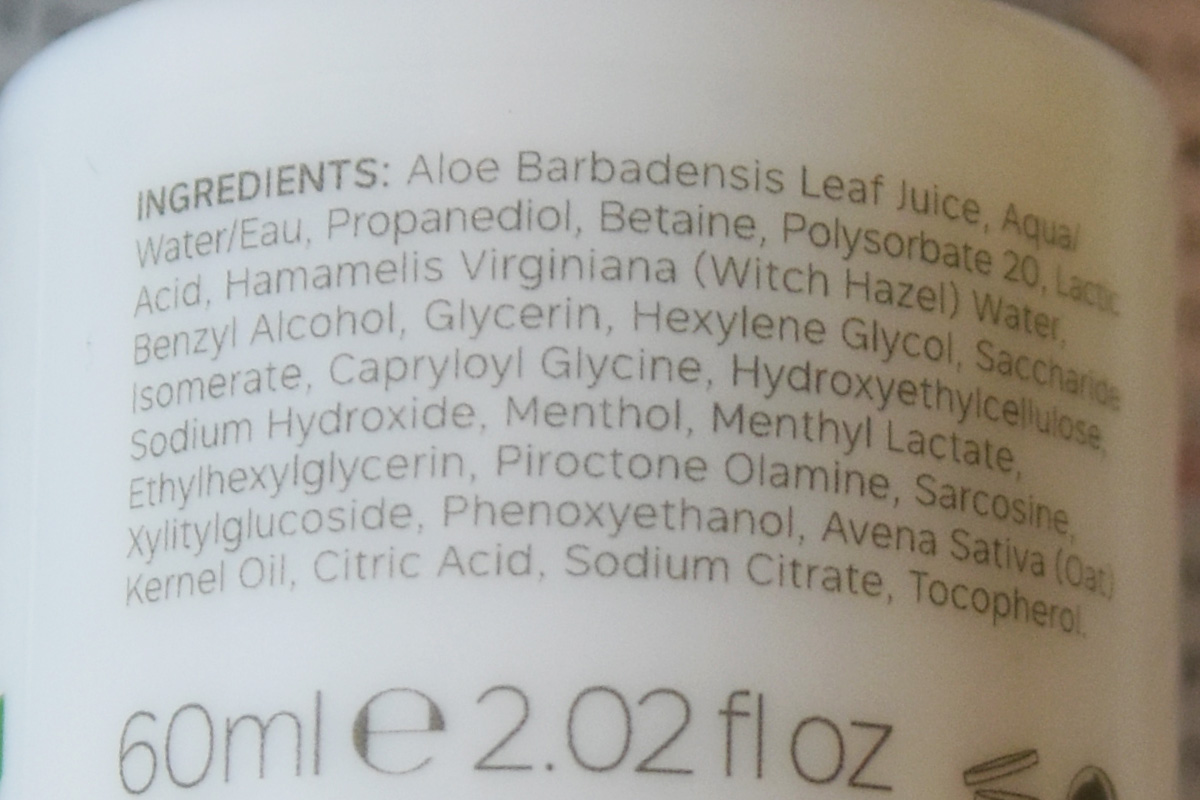 INGREDIENTS: Aloe Barbadensis Leaf Juice, Aqua/
Water/Eau, Propanediol, Betaine, Polysorbate 20, Lactic
Acid, Hamamelis Virginiana (Witch Hazel) Water,
Benzyl Alcohol, Glycerin, Hexylene Glycol, Saccharide
Isomerate, Capryloyl Glycine, Hydroxyethylcellulose,
Sodium Hydroxide, Menthol, Menthyl Lactate,
Ethylhexylglycerin, Piroctone Olamine, Sarcosine,
Xylitylglucoside, Phenoxyethanol, Avena Sativa (Oat)
Kernel Oil, Citric Acid, Sodium Citrate, Tocopherol.
60ml e 2.02 fl oz